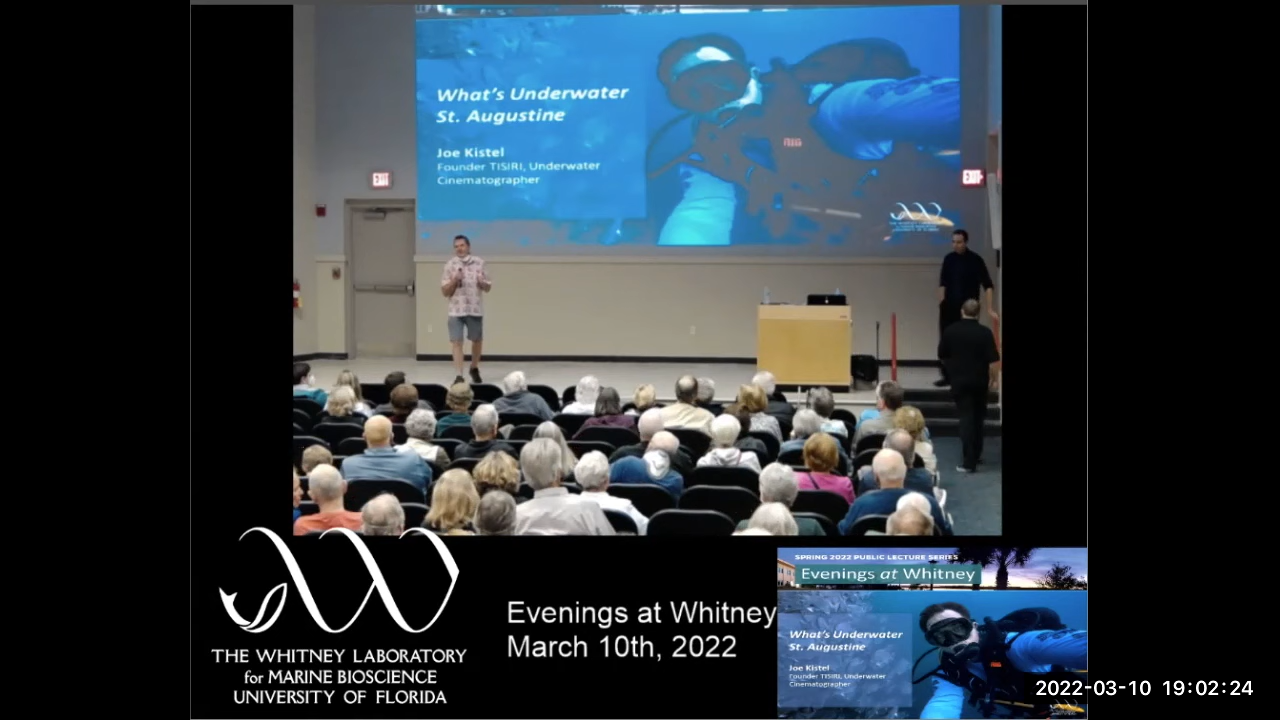 What's Underwater
St. Augustine
Joe Kistel
Founder TISIRI, Underwater
Cinematographer
EXIT
EXIT
THE WHITNEY LABORATORY
for MARINE BIOSCIENCE
UNIVERSITY OF FLORIDA
Evenings at Whitney
March 10th, 2022
SPRING 2022 PUBLIC LECTURE SERIES
Evenings at Whitney
What's Underwater
St. Augustine
Joe Kistel
Founder TISIRI, Underwater
Cinematographer
2022-03-10 19:02:24